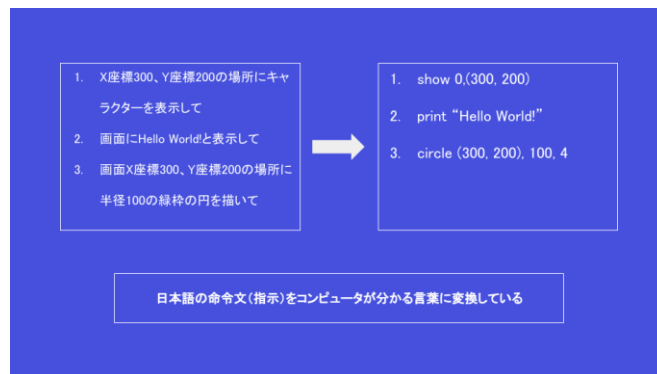 1. X座標300、Y座標200の場所にキャ
ラクターを表示して
2. 画面にHello World!と表示して
3. 画面X座標300、Y座標200の場所に
半径100の緑枠の円を描いて
1. show 0,(300, 200)
2. print “Hello World!”
3. circle (300, 200), 100, 4
日本語の命令文(指示)をコンピュータが分かる言葉に変換している